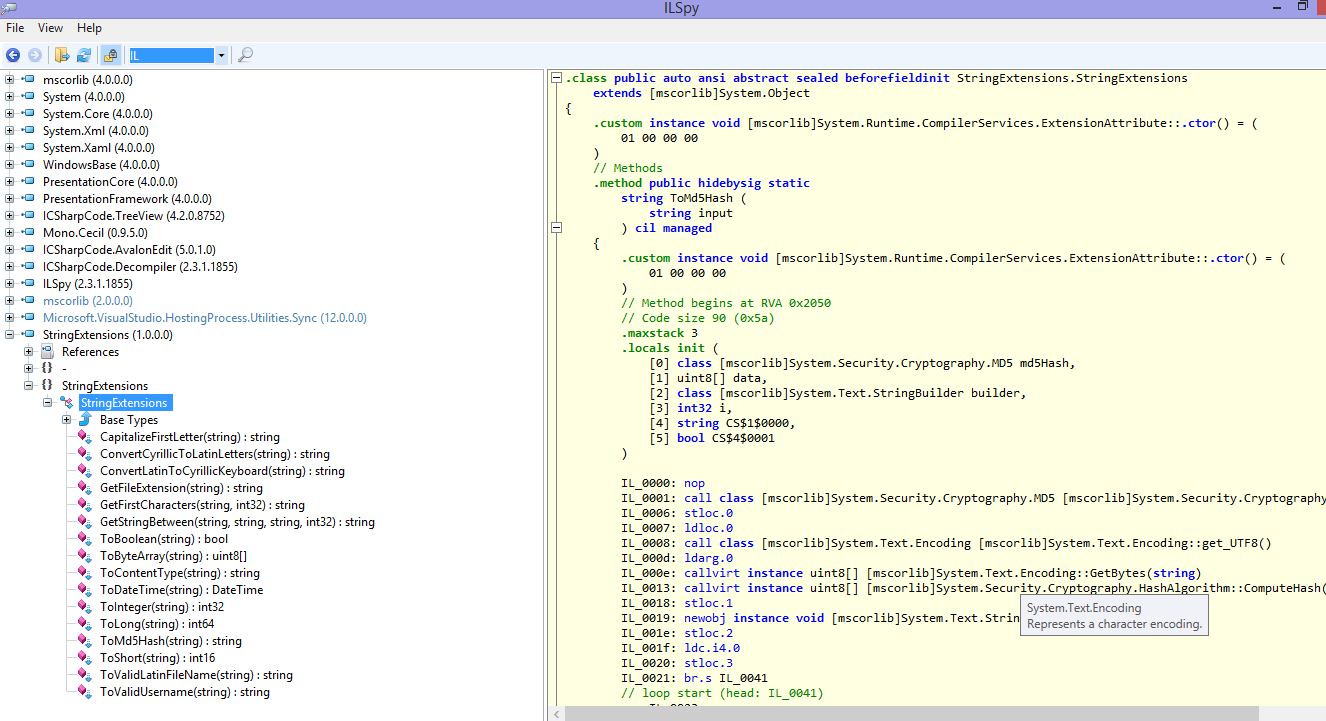 ILSpy
File View Help
IL
mscorlib (4.0.0.0)
System (4.0.0.0)
System.Core (4.0.0.0)
System.Xml (4.0.0.0)
System.Xaml (4.0.0.0)
WindowsBase (4.0.0.0)
PresentationCore (4.0.0.0)
PresentationFramework (4.0.0.0)
ICSharpCode.TreeView (4.2.0.8752)
Mono.Cecil (0.9.5.0)
ICSharpCode.AvalonEdit (5.0.1.0)
ICSharpCode.Decompiler (2.3.1.1855)
ILSpy (2.3.1.1855)
mscorlib (2.0.0.0)
Microsoft.VisualStudio.HostingProcess.Utilities.Sync (12.0.0.0)
StringExtensions (1.0.0.0)
References
{} -
{} StringExtensions
StringExtensions
Base Types
CapitalizeFirstLetter(string) : string
ConvertCyrillicToLatinLetters(string) : string
ConvertLatinToCyrillicKeyboard(string) : string
GetFileExtension(string) : string
GetFirstCharacters(string, int32) : string
GetStringBetween(string, string, string, int32) : string
ToBoolean(string) : bool
ToByteArray(string) : uint8[]
ToContentType(string) : string
ToDateTime(string) : DateTime
ToInteger(string) : int32
ToLong(string) : int64
ToMd5Hash(string) : string
ToShort(string) : int16
ToValidLatinFileName(string) : string
ToValidUsername(string) : string
.class public auto ansi abstract sealed beforefieldinit StringExtensions.StringExtensions
extends [mscorlib]System.Object
{
.custom instance void [mscorlib]System.Runtime.CompilerServices.ExtensionAttribute::.ctor() = (
01 00 00 00
)
// Methods
.method public hidebysig static
string ToMd5Hash (
string input
) cil managed
{
.custom instance void [mscorlib]System.Runtime.CompilerServices.ExtensionAttribute::.ctor() = (
01 00 00 00
)
// Method begins at RVA 0x2050
// Code size 90 (0x5a)
.maxstack 3
.locals init (
[0] class [mscorlib]System.Security.Cryptography.MD5 md5Hash,
[1] uint8[] data,
[2] class [mscorlib]System.Text.StringBuilder builder,
[3] int32 i,
[4] string CS$1$0000,
[5] bool CS$4$0001
)
IL_0000: nop
IL_0001: call class [mscorlib]System.Security.Cryptography.MD5 [mscorlib]System.Security.Cryptography
IL_0006: stloc.0
IL_0007: ldloc.0
IL_0008: call class [mscorlib]System.Text.Encoding [mscorlib]System.Text.Encoding::get_UTF8()
IL_000d: ldarg.0
IL_000e: callvirt instance uint8[] [mscorlib]System.Text.Encoding::GetBytes(string)
IL_0013: callvirt instance uint8[] [mscorlib]System.Security.Cryptography.HashAlgorithm::ComputeHash(
IL_0018: stloc.1
IL_0019: newobj instance void [mscorlib]System.Text.Strin
IL_001e: stloc.2
IL_001f: ldc.i4.0
IL_0020: stloc.3
IL_0021: br.s IL_0041
// loop start (head: IL_0041)
System.Text.Encoding
Represents a character encoding.